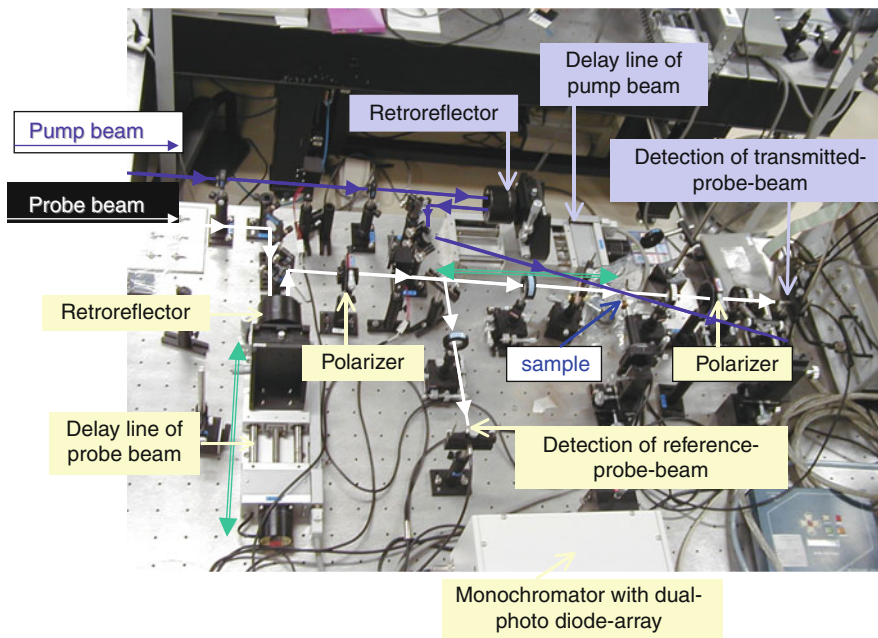 Pump beam
Probe beam
Retroreflector
Delay line of
pump beam
Detection of transmitted-
probe-beam
Retroreflector
Polarizer
sample
Polarizer
Delay line of
probe beam
Detection of reference-
probe-beam
Monochromator with dual-
photo diode-array